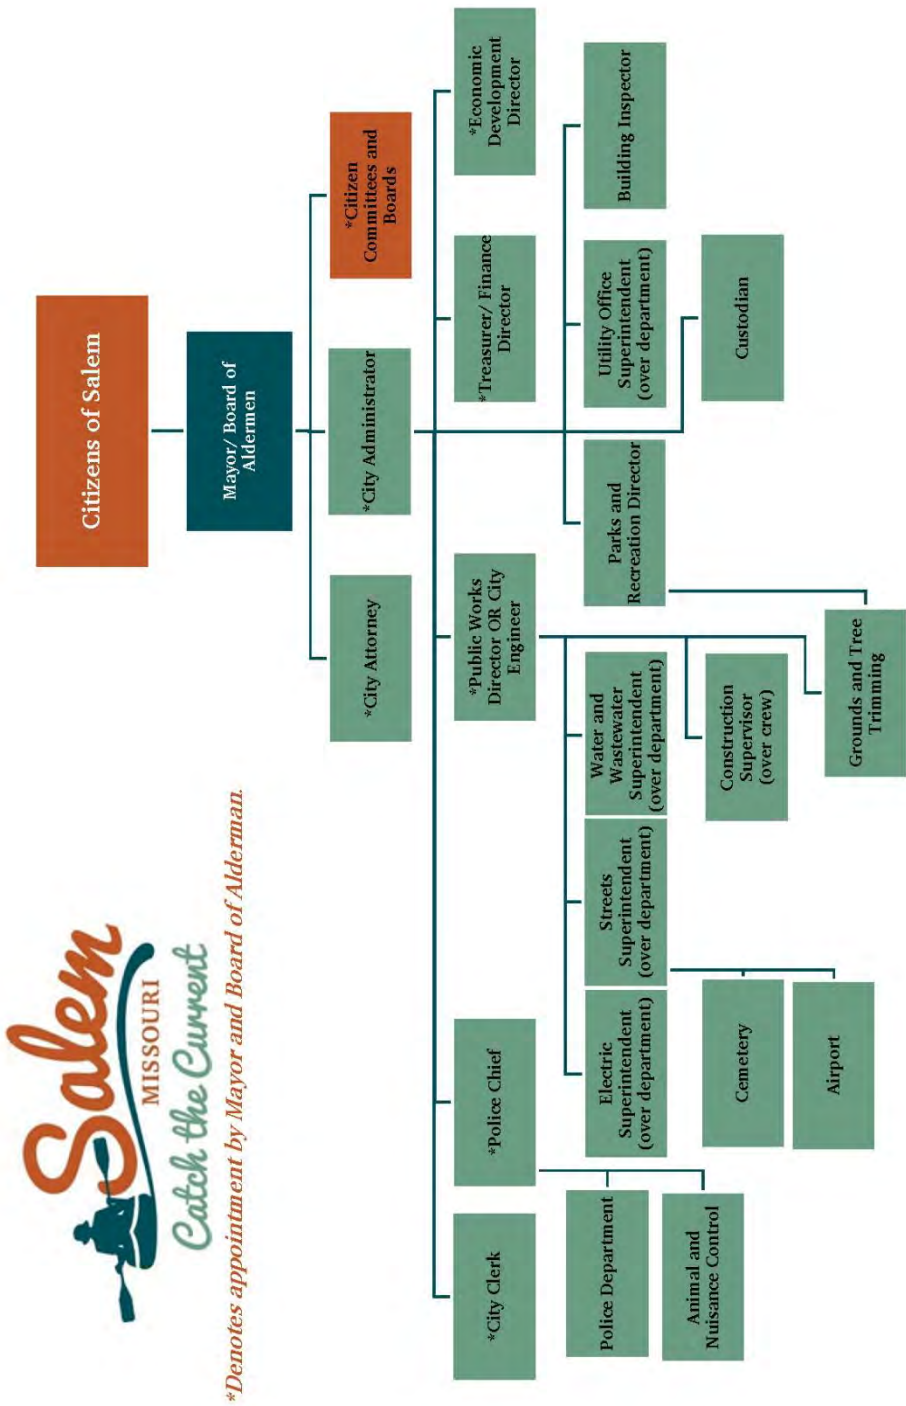 Salem
MISSOURI
Catch the Current
*Denotes appointment by Mayor and Board of Alderman.
Citizens of Salem
Mayor/ Board of
Aldermen
*City Attorney
*City Administrator
*Citizen
Committees and
Boards
*City Clerk
*Police Chief
*Public Works
Director OR City
Engineer
*Treasurer/ Finance
Director
*Economic
Development
Director
Police Department
Animal and
Nuisance Control
Electric
Superintendent
(over department)
Streets
Superintendent
(over department)
Water and
Wastewater
Superintendent
(over department)
Parks and
Recreation Director
Utility Office
Superintendent
(over department)
Building Inspector
Cemetery
Airport
Construction
Supervisor
(over crew)
Custodian
Grounds and Tree
Trimming